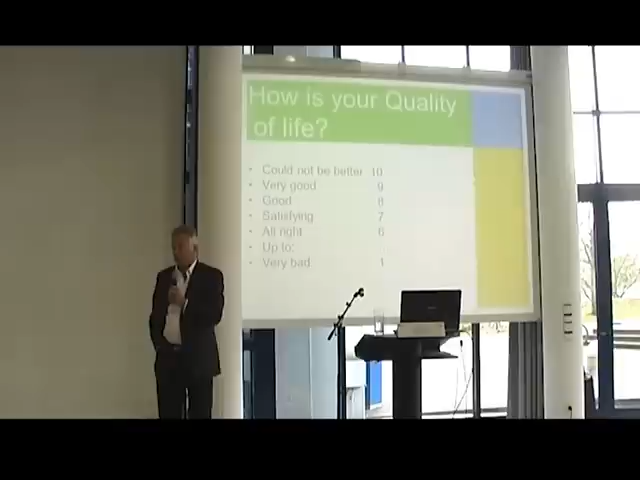 How is your Quality
of life?
• Could not be better 10
• Very good 9
• Good 8
• Satisfying 7
• All right 6
• Up to:
• Very bad 1